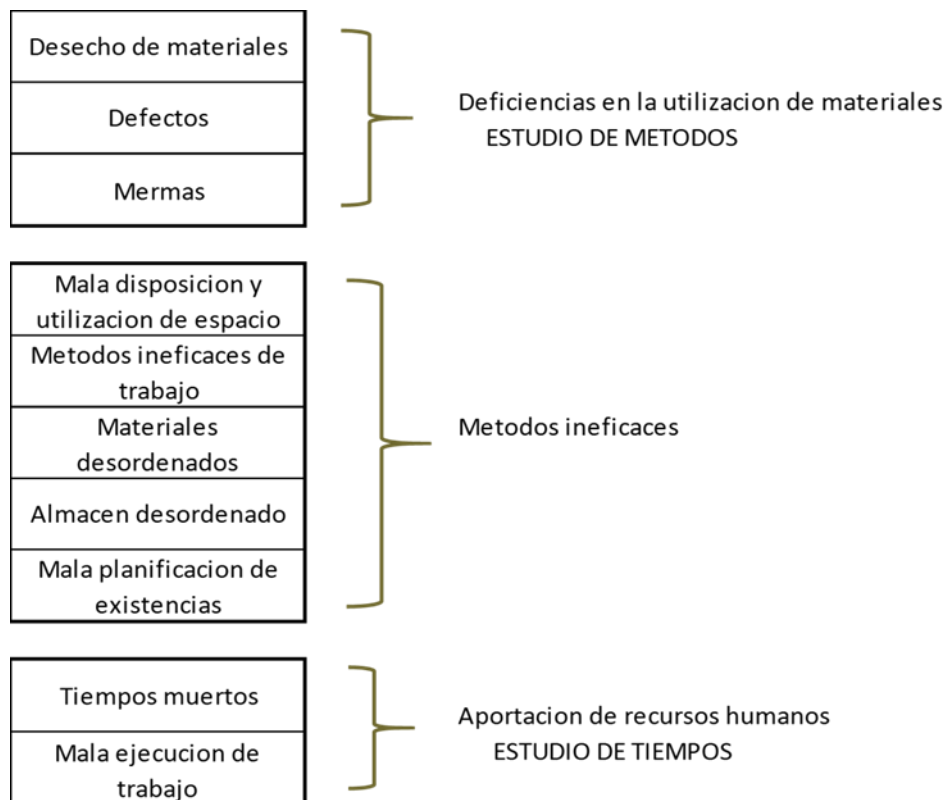 Desecho de materiales
Defectos
Mermas
Deficiencias en la utilizacion de materiales
ESTUDIO DE METODOS
Mala disposicion y
utilizacion de espacio
Metodos ineficaces de
trabajo
Materiales
desordenados
Almacen desordenado
Mala planificacion de
existencias
Metodos ineficaces
Tiempos muertos
Mala ejecucion de
trabajo
Aportacion de recursos humanos
ESTUDIO DE TIEMPOS